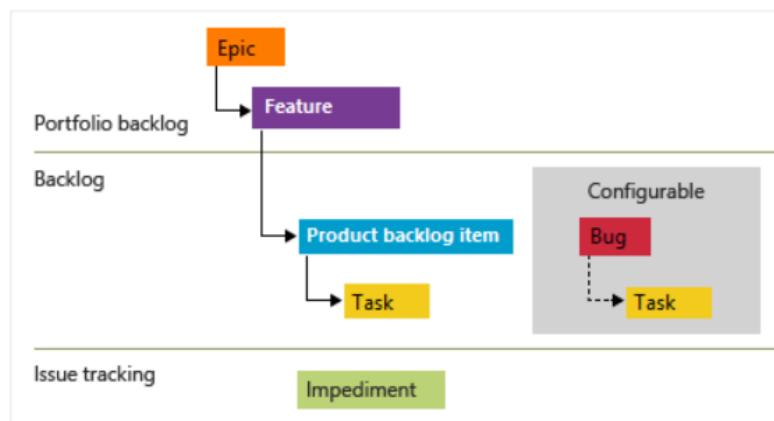 Epic
Feature
Portfolio backlog
Backlog
Configurable
Product backlog item
Bug
Task
Task
Issue tracking
Impediment